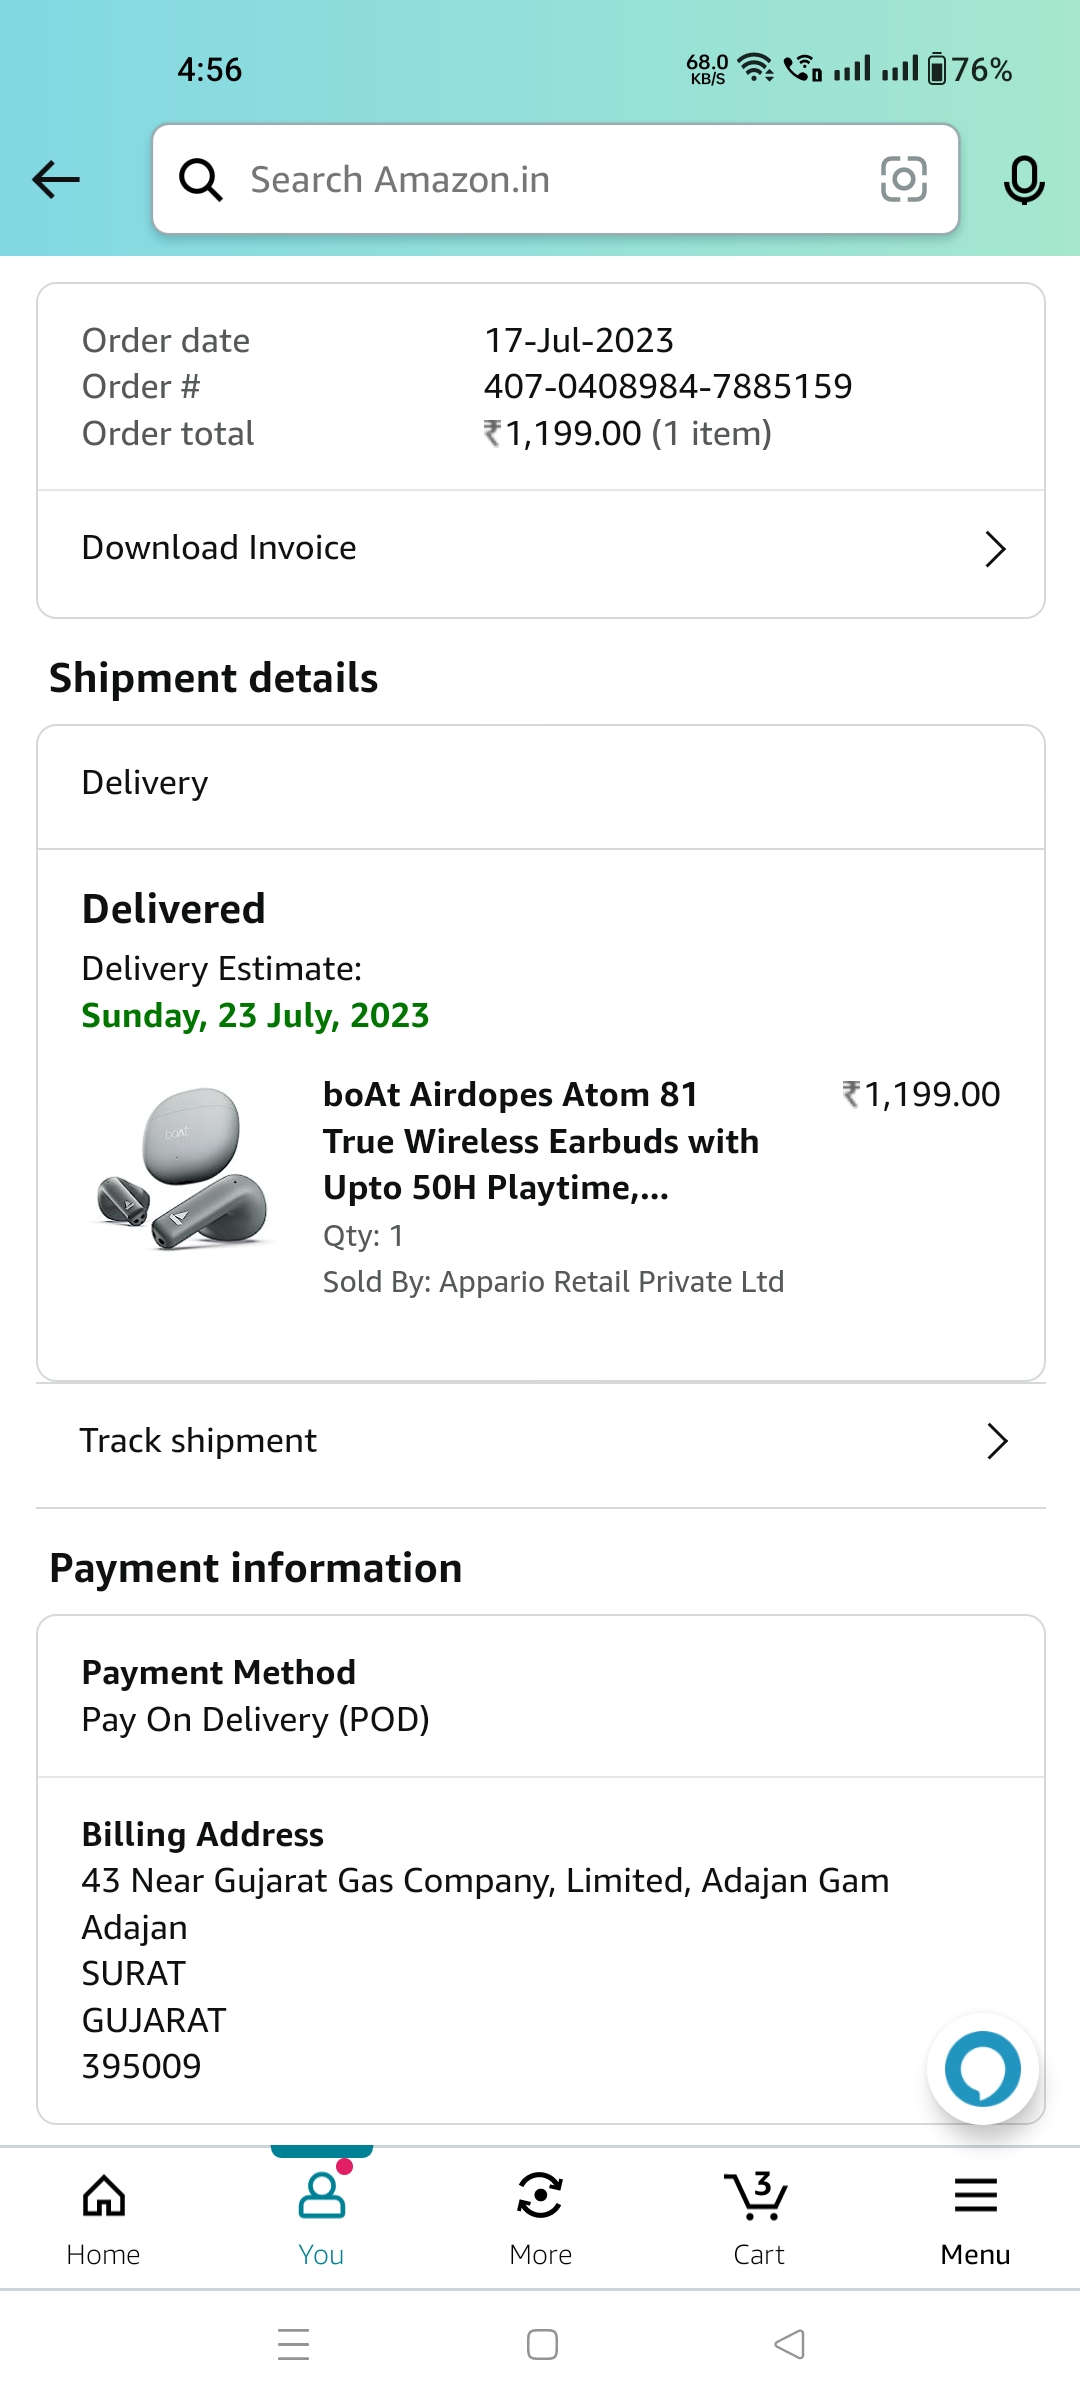 4:56
68.0 KB/S
76%
Search Amazon.in
Order date 17-Jul-2023
Order # 407-0408984-7885159
Order total ₹1,199.00 (1 item)
Download Invoice
Shipment details
Delivery
Delivered
Delivery Estimate:
Sunday, 23 July, 2023
boAt
boAt Airdopes Atom 81 ₹1,199.00
True Wireless Earbuds with
Upto 50H Playtime,...
Qty: 1
Sold By: Appario Retail Private Ltd
Track shipment
Payment information
Payment Method
Pay On Delivery (POD)
Billing Address
43 Near Gujarat Gas Company, Limited, Adajan Gam
Adajan
SURAT
GUJARAT
395009
3
Home You More Cart Menu